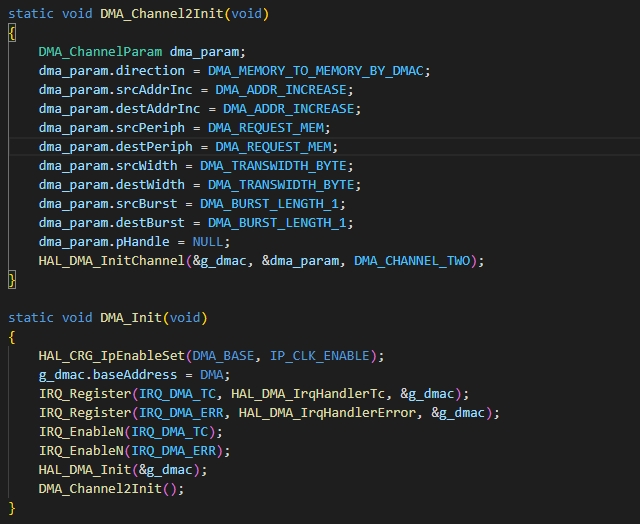 static void DMA_Channel2Init(void)
{
    DMA_ChannelParam dma_param;
    dma_param.direction = DMA_MEMORY_TO_MEMORY_BY_DMAC;
    dma_param.srcAddrInc = DMA_ADDR_INCREASE;
    dma_param.destAddrInc = DMA_ADDR_INCREASE;
    dma_param.srcPeriph = DMA_REQUEST_MEM;
    dma_param.destPeriph = DMA_REQUEST_MEM;
    dma_param.srcWidth = DMA_TRANSWIDTH_BYTE;
    dma_param.destWidth = DMA_TRANSWIDTH_BYTE;
    dma_param.srcBurst = DMA_BURST_LENGTH_1;
    dma_param.destBurst = DMA_BURST_LENGTH_1;
    dma_param.pHandle = NULL;
    HAL_DMA_InitChannel(&g_dmac, &dma_param, DMA_CHANNEL_TWO);
}
static void DMA_Init(void)
{
    HAL_CRG_IpEnableSet(DMA_BASE, IP_CLK_ENABLE);
    g_dmac.baseAddress = DMA;
    IRQ_Register(IRQ_DMA_TC, HAL_DMA_IrqHandlerTc, &g_dmac);
    IRQ_Register(IRQ_DMA_ERR, HAL_DMA_IrqHandlerError, &g_dmac);
    IRQ_EnableN(IRQ_DMA_TC);
    IRQ_EnableN(IRQ_DMA_ERR);
    HAL_DMA_Init(&g_dmac);
    DMA_Channel2Init();
}